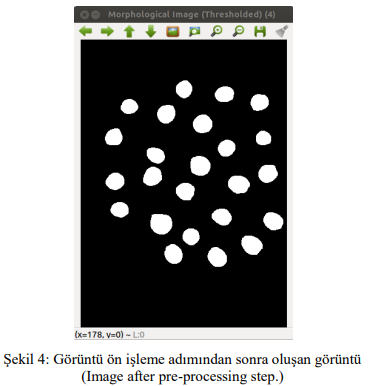 Morphological Image (Thresholded) (4)
(x=178, y=0) ~ L:0
Şekil 4: Görüntü ön işleme adımından sonra oluşan görüntü
(Image after pre-processing step.)